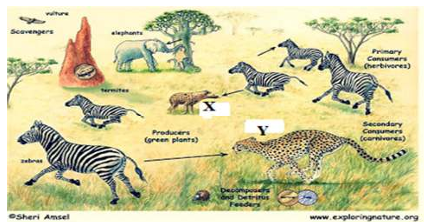 vulture
Scavengers
elephants
Primary
Consumers
(herbivores)
termites
X
Producers
(green plants)
Y
Secondary
Consumers
(carnivores)
zebras
Decomposers
and Detritus
Feeders
©Sheri Amsel
www.exploringnature.org